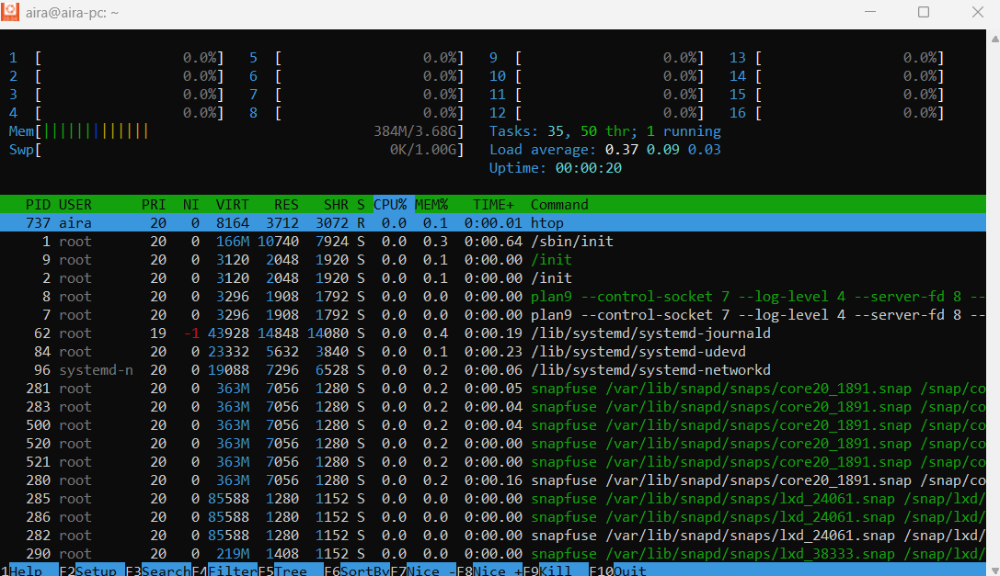 aira@aira-pc: ~
1 [ 0.0%] 5 [ 0.0%] 9 [ 0.0%] 13 [ 0.0%]
2 [ 0.0%] 6 [ 0.0%] 10 [ 0.0%] 14 [ 0.0%]
3 [ 0.0%] 7 [ 0.0%] 11 [ 0.0%] 15 [ 0.0%]
4 [ 0.0%] 8 [ 0.0%] 12 [ 0.0%] 16 [ 0.0%]
Mem[||||||||||||| 384M/3.68G] Tasks: 35, 50 thr; 1 running
Swp[ 0K/1.00G] Load average: 0.37 0.09 0.03
Uptime: 00:00:20
PID USER PRI NI VIRT RES SHR S CPU% MEM% TIME+ Command
737 aira 20 0 8164 3712 3072 R 0.0 0.1 0:00.01 htop
1 root 20 0 166M 10740 7924 S 0.0 0.3 0:00.64 /sbin/init
9 root 20 0 3120 2048 1920 S 0.0 0.1 0:00.00 /init
2 root 20 0 3120 2048 1920 S 0.0 0.1 0:00.00 /init
8 root 20 0 3296 1908 1792 S 0.0 0.0 0:00.00 plan9 --control-socket 7 --log-level 4 --server-fd 8 --
7 root 20 0 3296 1908 1792 S 0.0 0.0 0:00.00 plan9 --control-socket 7 --log-level 4 --server-fd 8 --
62 root 19 -1 43928 14848 14080 S 0.0 0.4 0:00.19 /lib/systemd/systemd-journald
84 root 20 0 23332 5632 3840 S 0.0 0.1 0:00.23 /lib/systemd/systemd-udevd
96 systemd-n 20 0 19088 7296 6528 S 0.0 0.2 0:00.06 /lib/systemd/systemd-networkd
281 root 20 0 363M 7056 1280 S 0.0 0.2 0:00.05 snapfuse /var/lib/snapd/snaps/core20_1891.snap /snap/co
283 root 20 0 363M 7056 1280 S 0.0 0.2 0:00.04 snapfuse /var/lib/snapd/snaps/core20_1891.snap /snap/co
500 root 20 0 363M 7056 1280 S 0.0 0.2 0:00.04 snapfuse /var/lib/snapd/snaps/core20_1891.snap /snap/co
520 root 20 0 363M 7056 1280 S 0.0 0.2 0:00.00 snapfuse /var/lib/snapd/snaps/core20_1891.snap /snap/co
521 root 20 0 363M 7056 1280 S 0.0 0.2 0:00.00 snapfuse /var/lib/snapd/snaps/core20_1891.snap /snap/co
280 root 20 0 363M 7056 1280 S 0.0 0.2 0:00.16 snapfuse /var/lib/snapd/snaps/core20_1891.snap /snap/co
285 root 20 0 85588 1280 1152 S 0.0 0.0 0:00.00 snapfuse /var/lib/snapd/snaps/lxd_24061.snap /snap/lxd/
286 root 20 0 85588 1280 1152 S 0.0 0.0 0:00.00 snapfuse /var/lib/snapd/snaps/lxd_24061.snap /snap/lxd/
282 root 20 0 85588 1280 1152 S 0.0 0.0 0:00.00 snapfuse /var/lib/snapd/snaps/lxd_24061.snap /snap/lxd/
290 root 20 0 219M 1408 1152 S 0.0 0.0 0:00.00 snapfuse /var/lib/snapd/snaps/lxd_38333.snap /snap/lxd/
1Help F2Setup F3SearchF4FilterF5Tree F6SortByF7Nice -F8Nice +F9Kill F10Quit